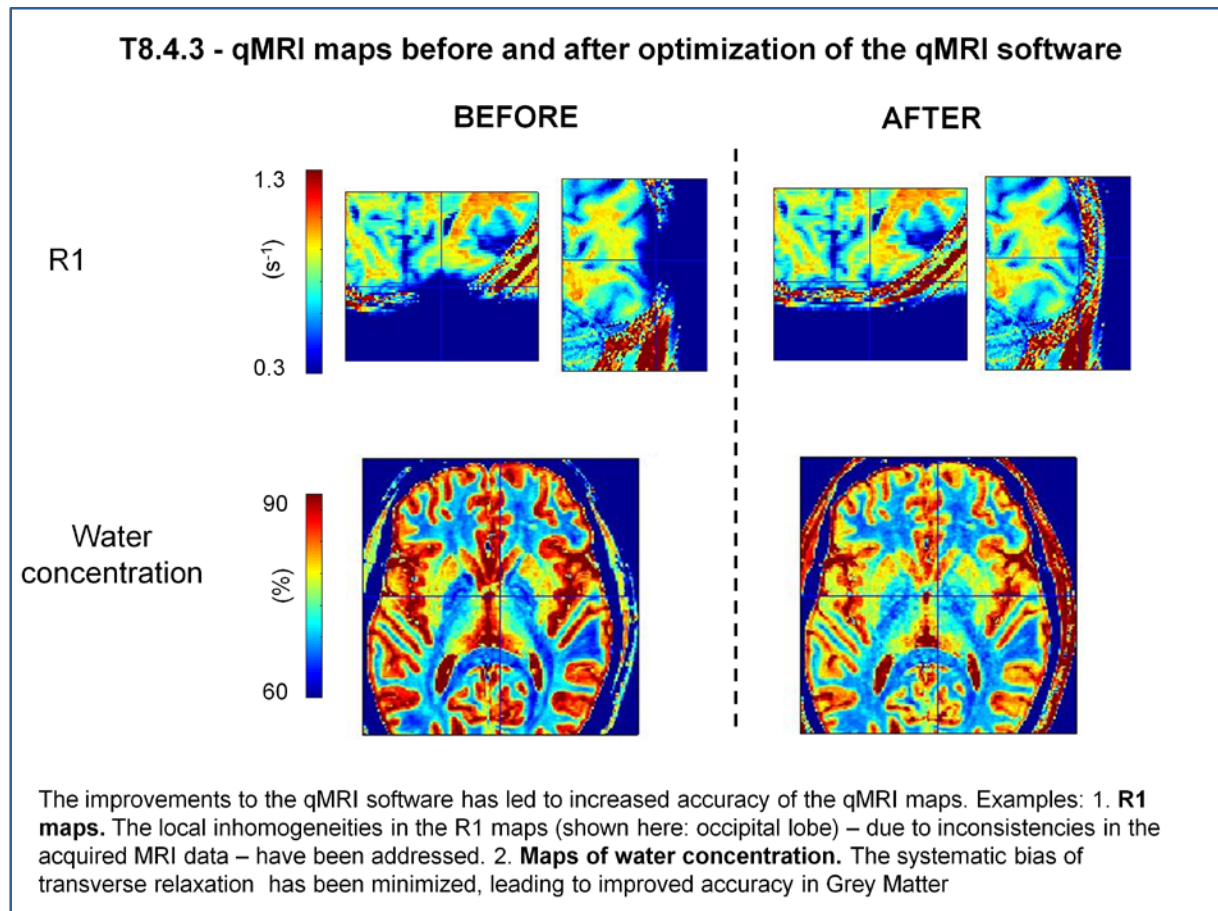 T8.4.3 - qMRI maps before and after optimization of the qMRI software
BEFORE
AFTER
R1
1.3
(s⁻¹)
0.3
Water
concentration
90
(%)
60
The improvements to the qMRI software has led to increased accuracy of the qMRI maps. Examples: 1. R1
maps. The local inhomogeneities in the R1 maps (shown here: occipital lobe) – due to inconsistencies in the
acquired MRI data – have been addressed. 2. Maps of water concentration. The systematic bias of
transverse relaxation has been minimized, leading to improved accuracy in Grey Matter